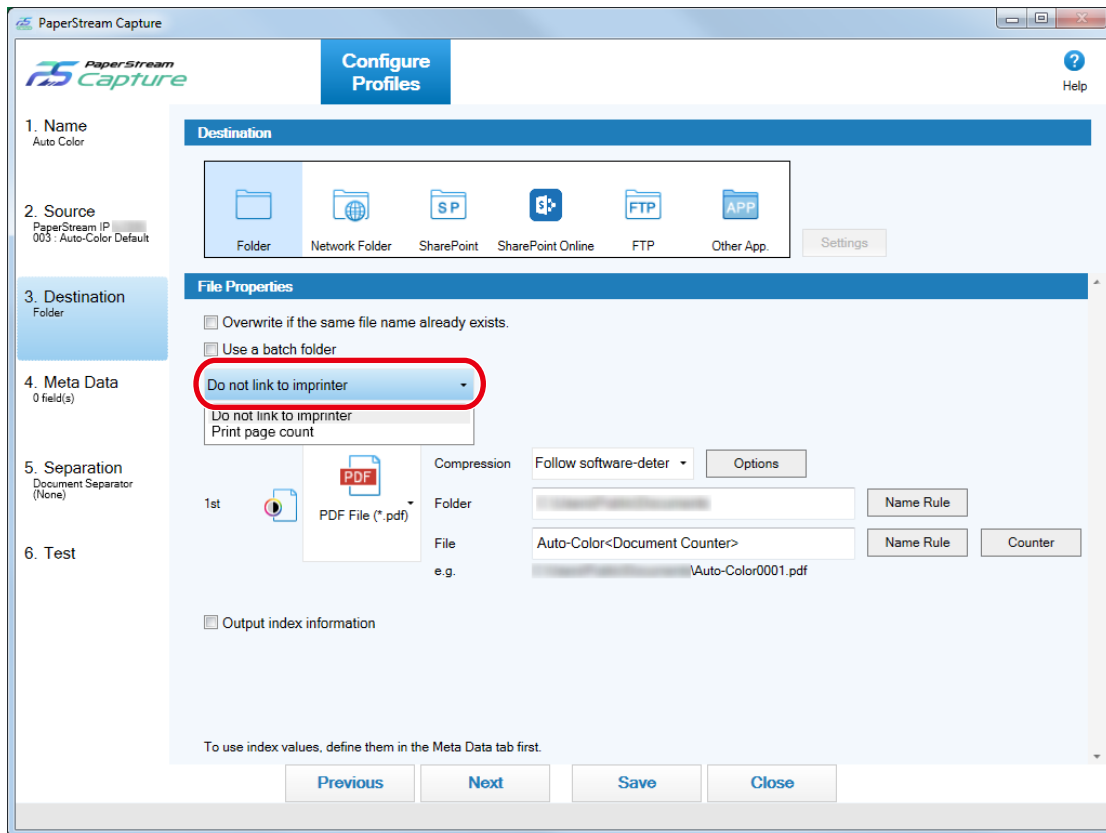 PaperStream Capture
PaperStream
Capture
Configure
Profiles
Help
1. Name
Auto Color
2. Source
PaperStream IP
003 : Auto-Color Default
3. Destination
Folder
4. Meta Data
0 field(s)
5. Separation
Document Separator
(None)
6. Test
Destination
Folder
Network Folder
SP
SharePoint
S
SharePoint Online
FTP
FTP
APP
Other App.
Settings
File Properties
Overwrite if the same file name already exists.
Use a batch folder
Do not link to imprinter
Do not link to imprinter
Print page count
1st
PDF
PDF File (*.pdf)
Compression
Follow software-deter
Options
Folder
Name Rule
File
Auto-Color<Document Counter>
Name Rule
Counter
e.g.
\Auto-Color0001.pdf
Output index information
To use index values, define them in the Meta Data tab first.
Previous
Next
Save
Close